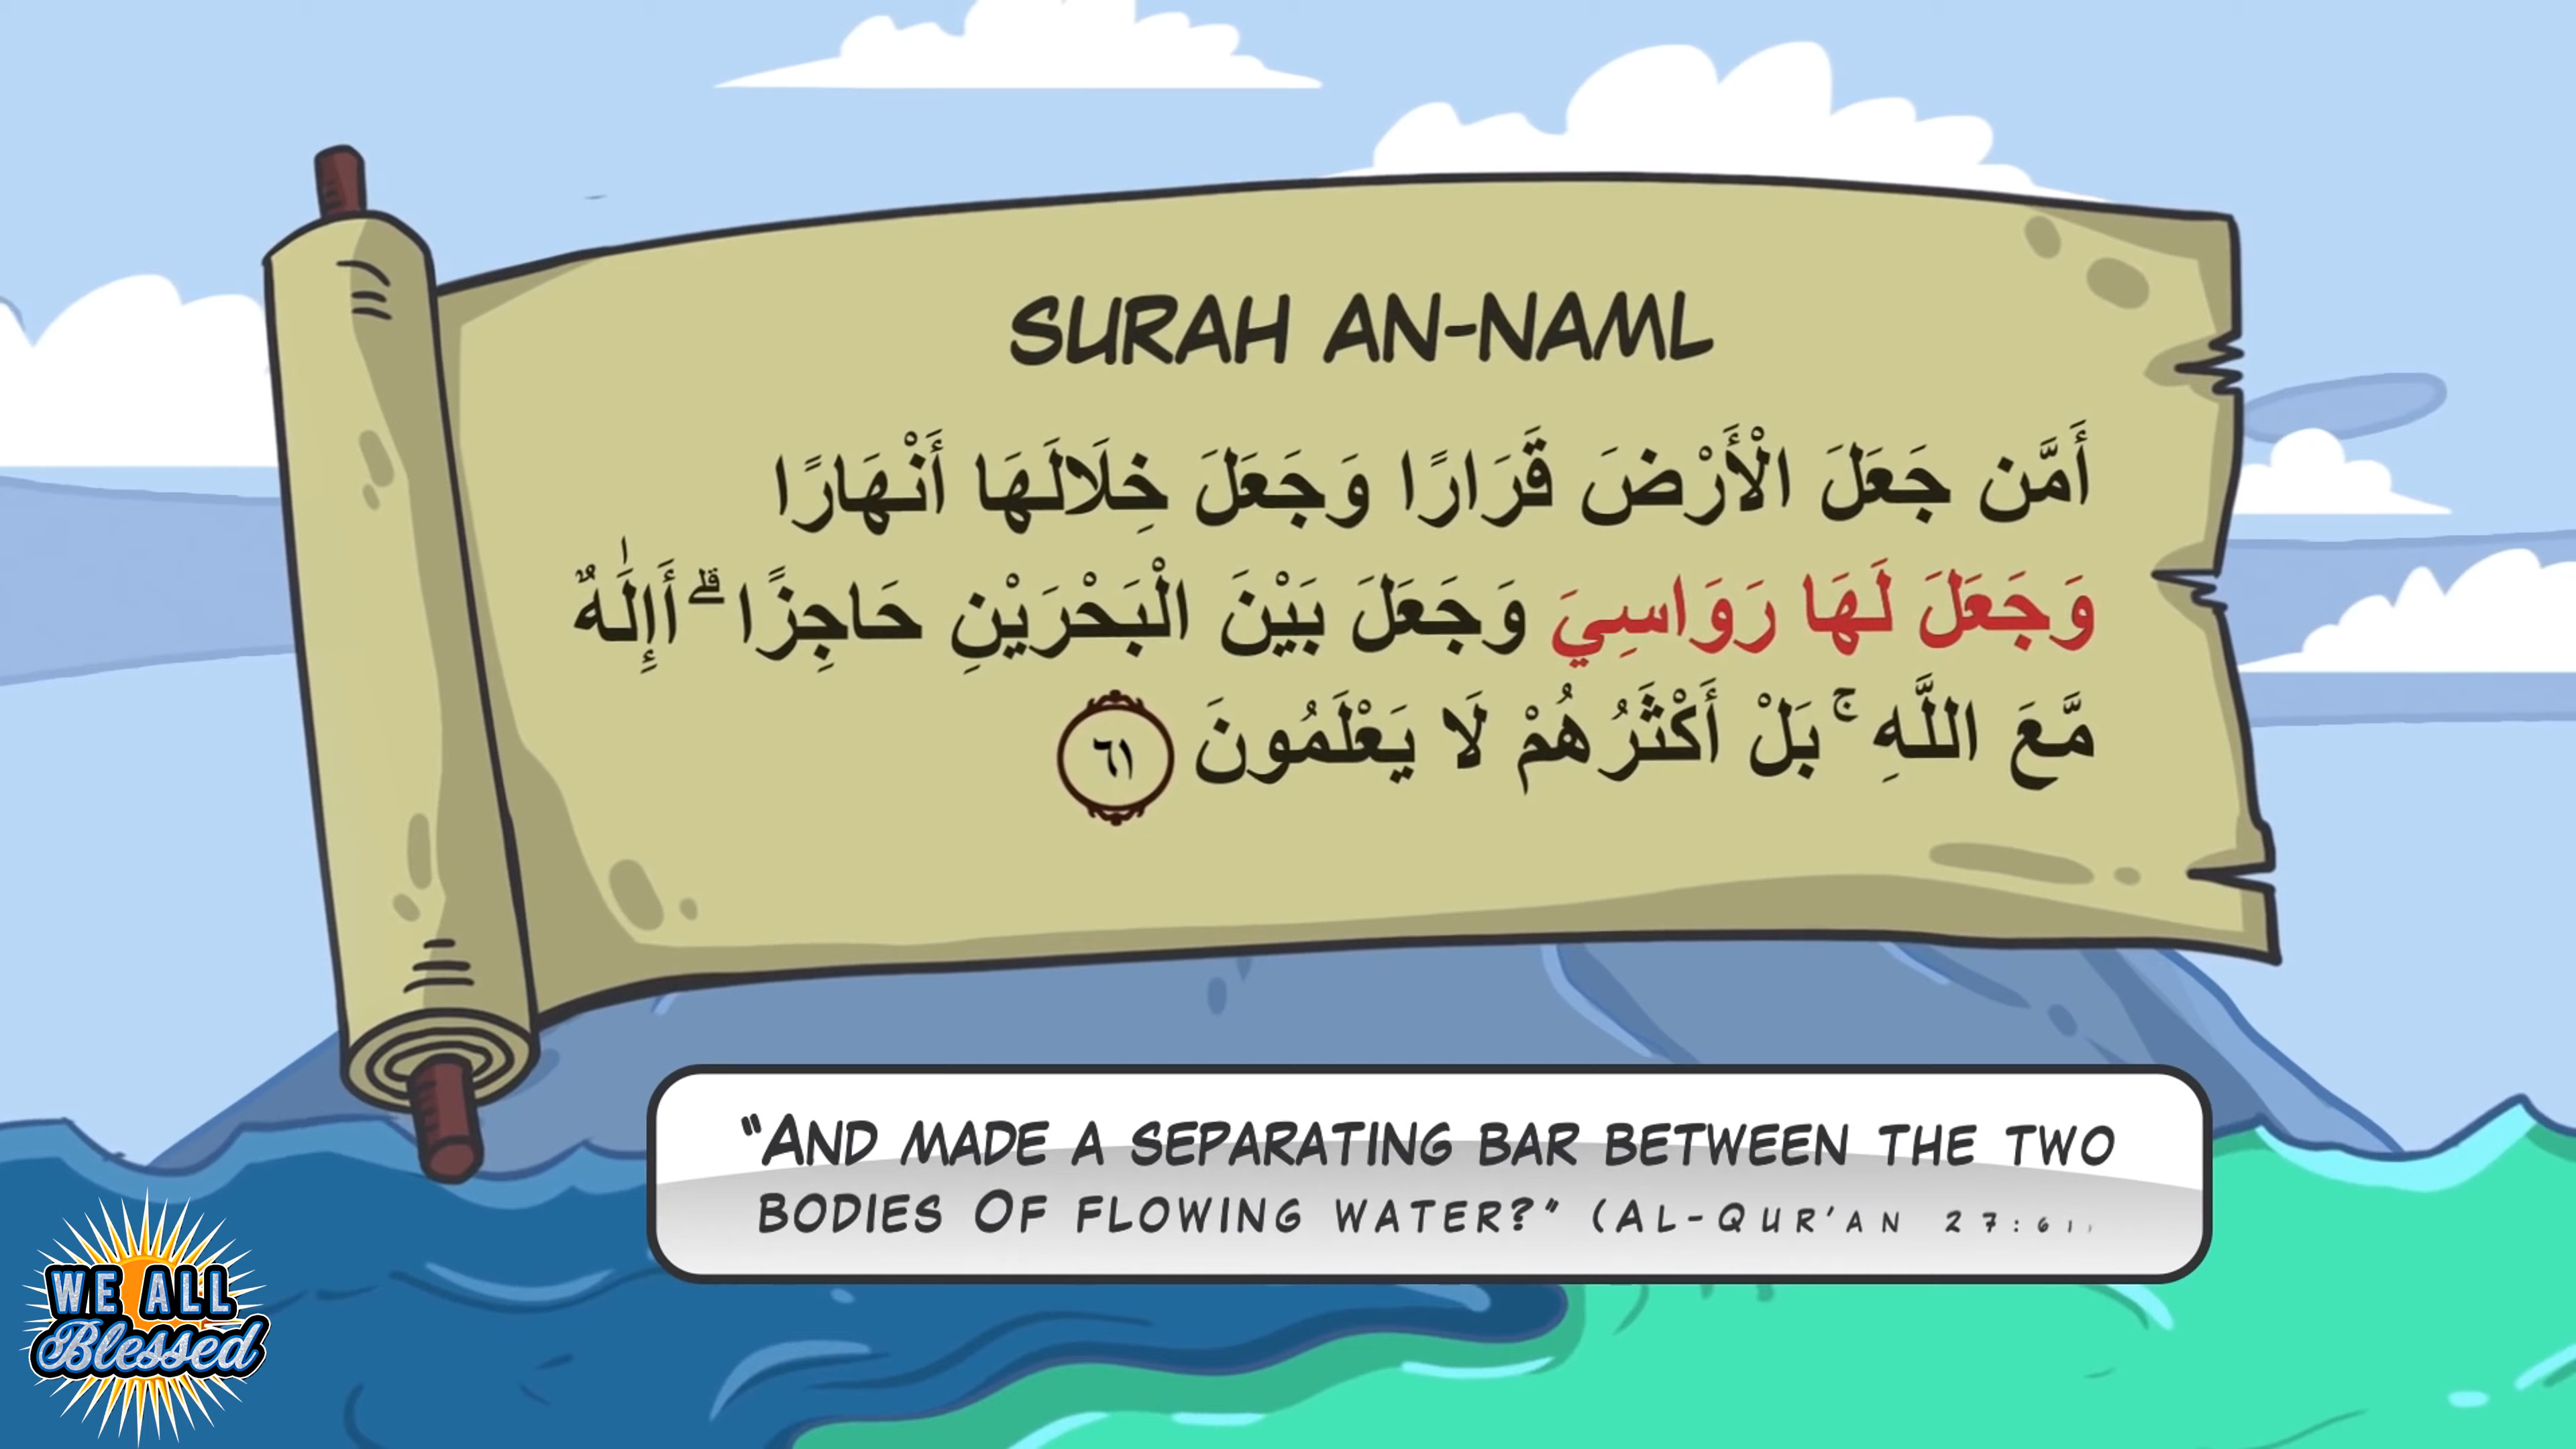 SURAH AN-NAML
أَمَّن جَعَلَ الْأَرْضَ قَرَارًا وَجَعَلَ خِلَالَهَا أَنْهَارًا
وَجَعَلَ لَهَا رَوَاسِيَ وَجَعَلَ بَيْنَ الْبَحْرَيْنِ حَاجِزًا ۗ أَإِلَٰهٌ
مَّعَ اللَّهِ ۚ بَلْ أَكْثَرُهُمْ لَا يَعْلَمُونَ ٦١
"AND MADE A SEPARATING BAR BETWEEN THE TWO
BODIES OF FLOWING WATER?" (AL-QUR'AN 27:61)
WE ALL
Blessed